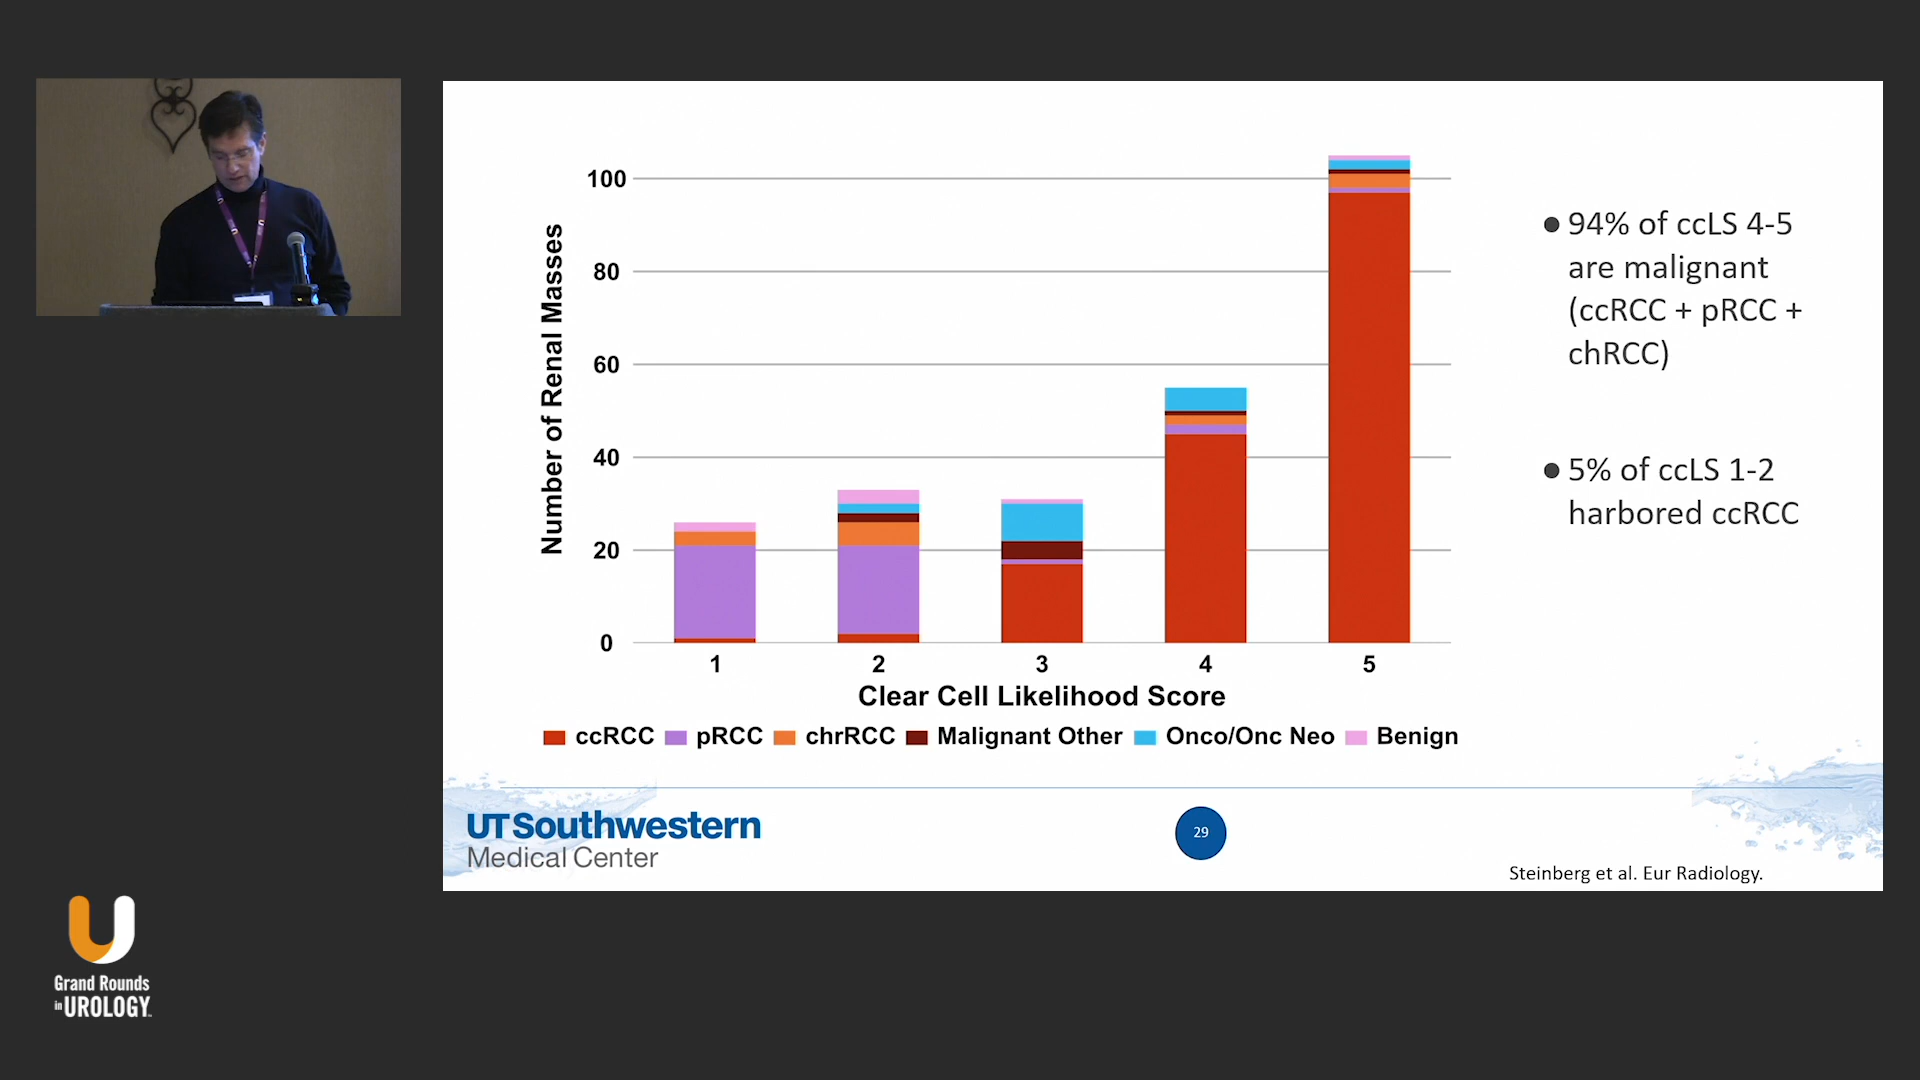 100
80
60
40
20
0
Number of Renal Masses
1 2 3 4 5
Clear Cell Likelihood Score
ccRCC pRCC chrRCC Malignant Other Onco/Onc Neo Benign
● 94% of ccLS 4-5
are malignant
(ccRCC + pRCC +
chRCC)
● 5% of ccLS 1-2
harbored ccRCC
UTSouthwestern
Medical Center
29
Steinberg et al. Eur Radiology.
Grand Rounds
in UROLOGY